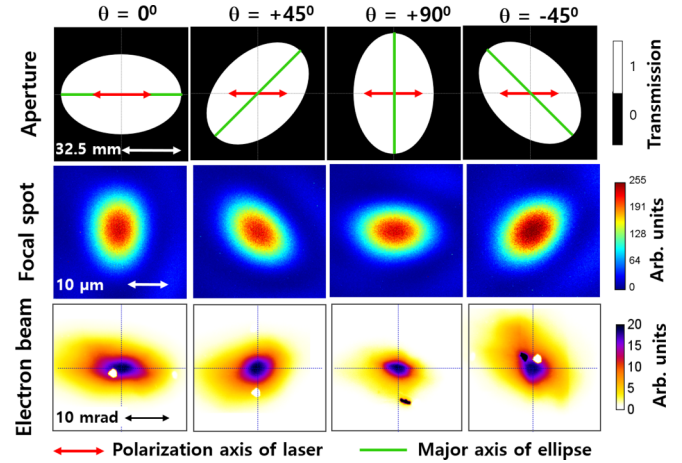 θ = 0⁰ θ = +45⁰ θ = +90⁰ θ = -45⁰
Aperture
32.5 mm
1
0
Transmission
Focal spot
10 μm
255
191
128
64
0
Arb. units
Electron beam
10 mrad
20
15
10
5
0
Arb. units
Polarization axis of laser Major axis of ellipse